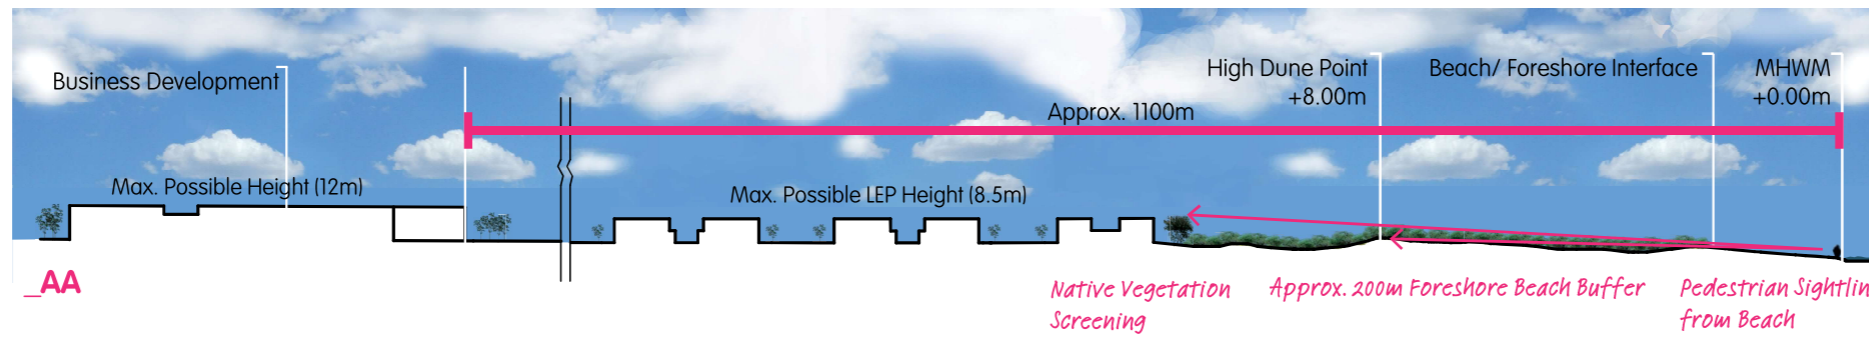 Business Development
High Dune Point
+8.00m
Beach/ Foreshore Interface
MHWM
+0.00m
Approx. 1100m
Max. Possible Height (12m)
Max. Possible LEP Height (8.5m)
_AA
Native Vegetation
Screening
Approx. 200m Foreshore Beach Buffer
Pedestrian Sightlin
from Beach